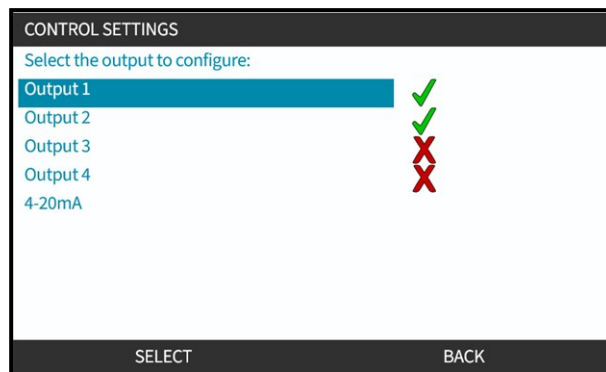 CONTROL SETTINGS
Select the output to configure:
Output 1
Output 2
Output 3
Output 4
4-20mA
SELECT BACK